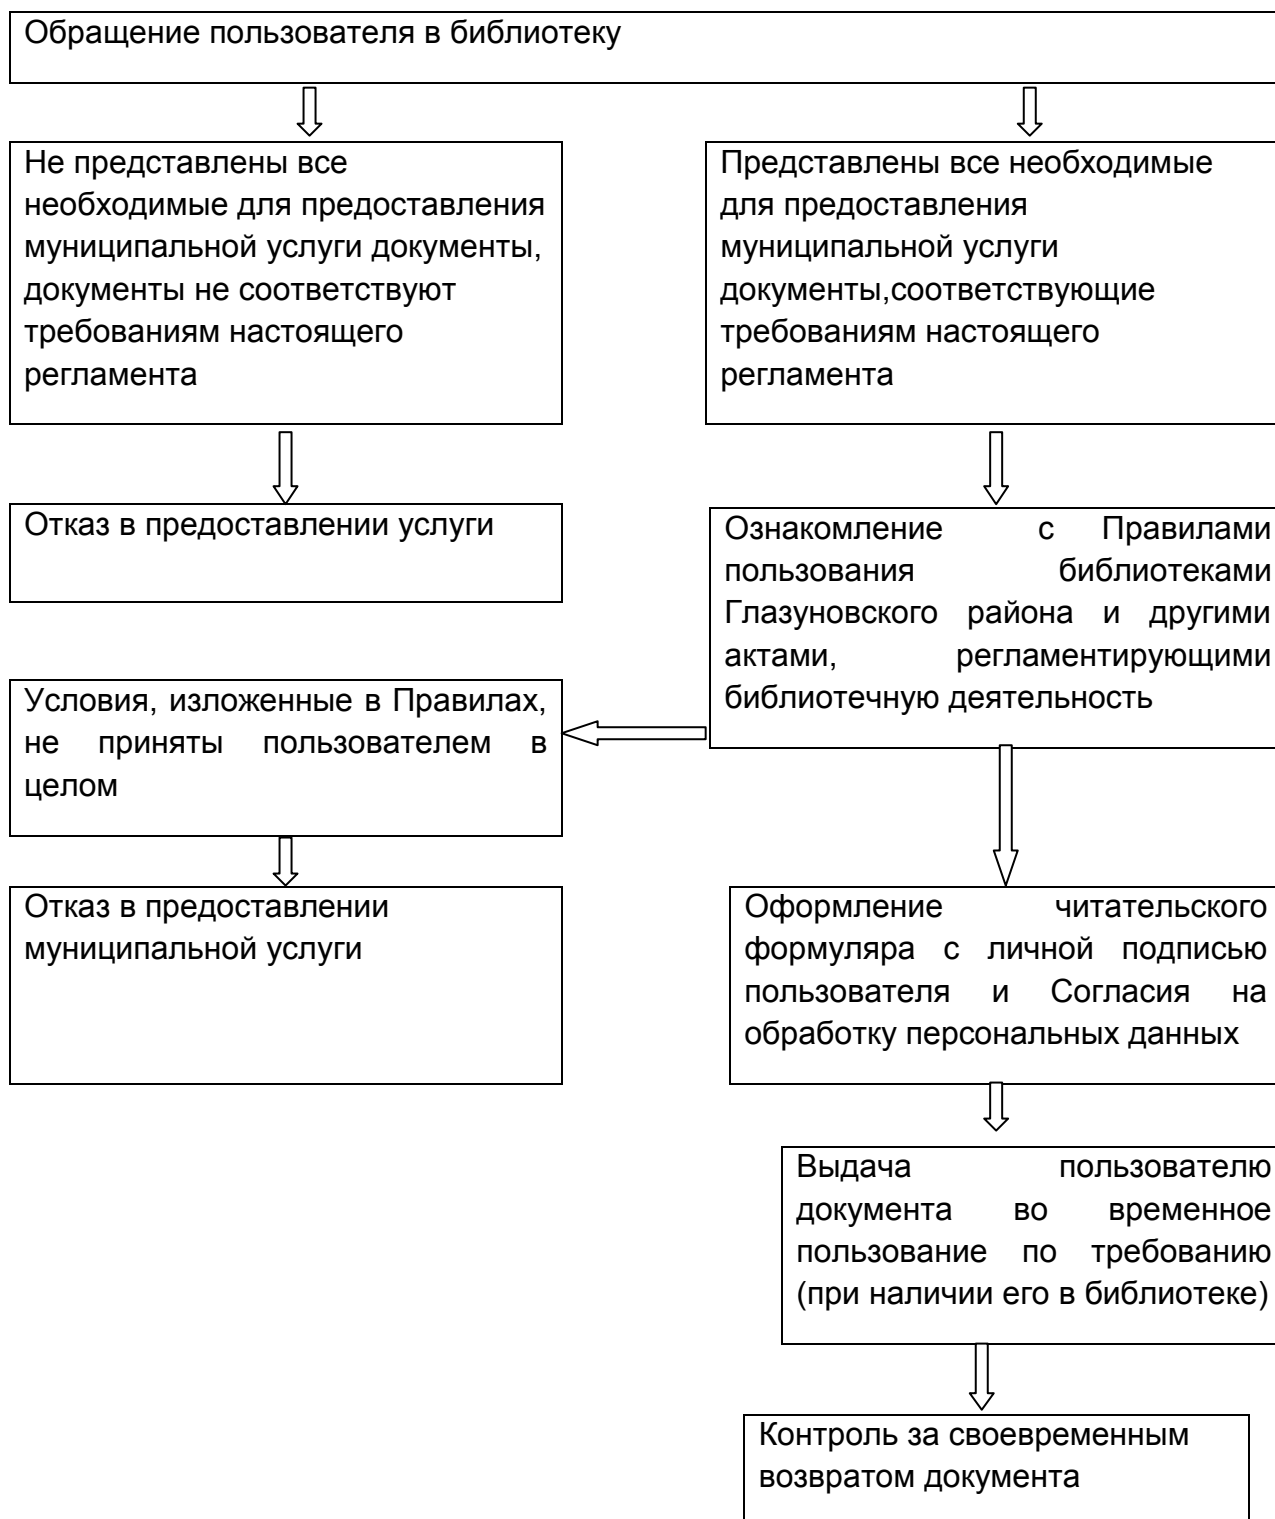 Обращение пользователя в библиотеку
Не представлены все
необходимые для предоставления
муниципальной услуги документы,
документы не соответствуют
требованиям настоящего
регламента
Представлены все необходимые
для предоставления
муниципальной услуги
документы,соответствующие
требованиям настоящего
регламента
Отказ в предоставлении услуги
Ознакомление с Правилами
пользования библиотеками
Глазуновского района и другими
актами, регламентирующими
библиотечную деятельность
Условия, изложенные в Правилах,
не приняты пользователем в
целом
Отказ в предоставлении
муниципальной услуги
Оформление читательского
формуляра с личной подписью
пользователя и Согласия на
обработку персональных данных
Выдача пользователю
документа во временное
пользование по требованию
(при наличии его в библиотеке)
Контроль за своевременным
возвратом документа